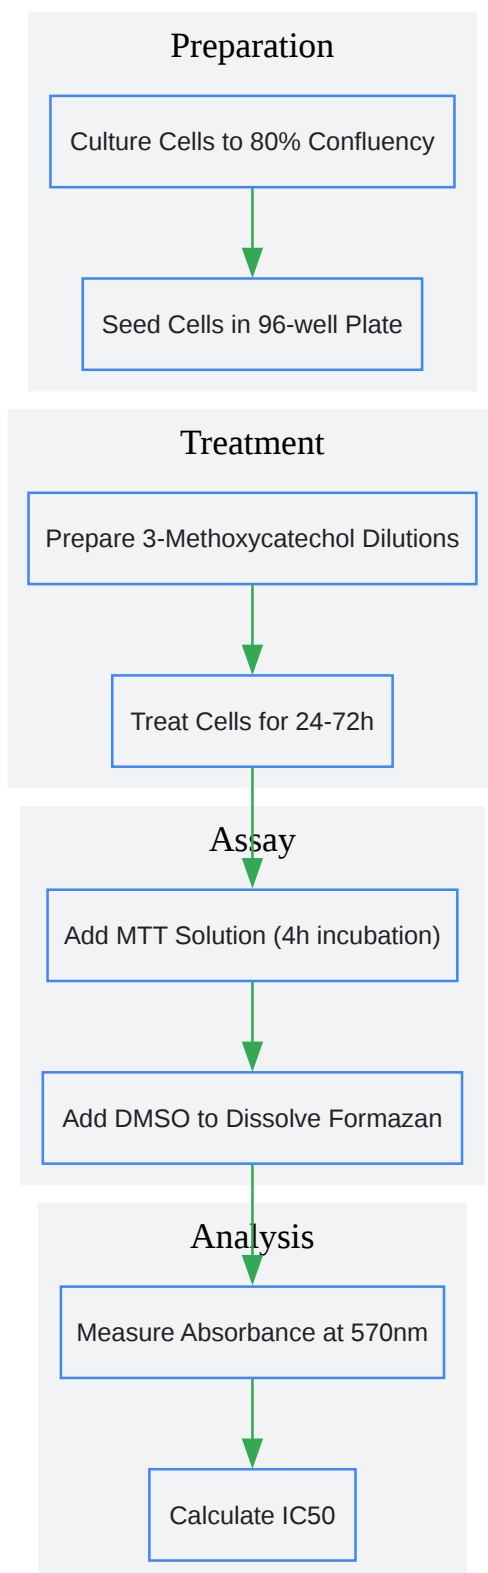 Preparation
Culture Cells to 80% Confluency
Seed Cells in 96-well Plate
Treatment
Prepare 3-Methoxycatechol Dilutions
Treat Cells for 24-72h
Assay
Add MTT Solution (4h incubation)
Add DMSO to Dissolve Formazan
Analysis
Measure Absorbance at 570nm
Calculate IC50